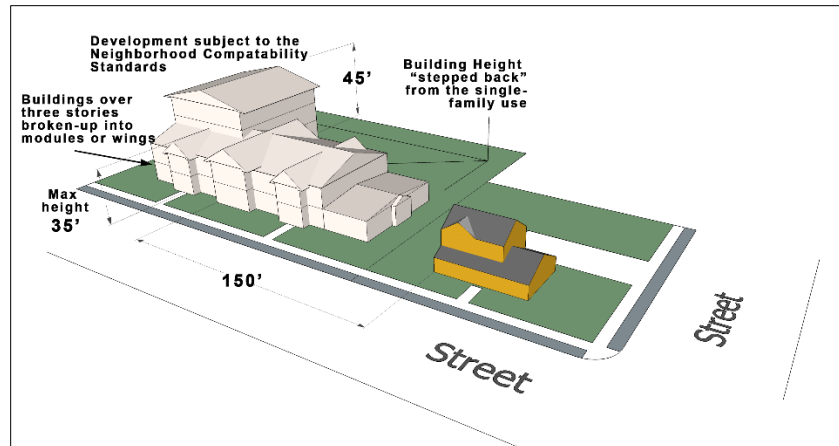 Development subject to the
Neighborhood Compatability
Standards
45’
Building Height
“stepped back”
from the single-
family use
Buildings over
three stories
broken-up into
modules or wings
Max
height
35’
150’
Street
Street